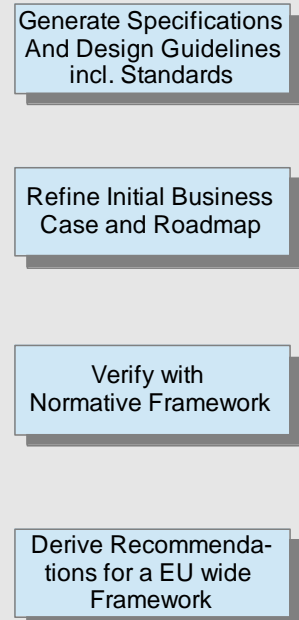 Generate Specifications
And Design Guidelines
incl. Standards
Refine Initial Business
Case and Roadmap
Verify with
Normative Framework
Derive Recommenda-
tions for a EU wide
Framework